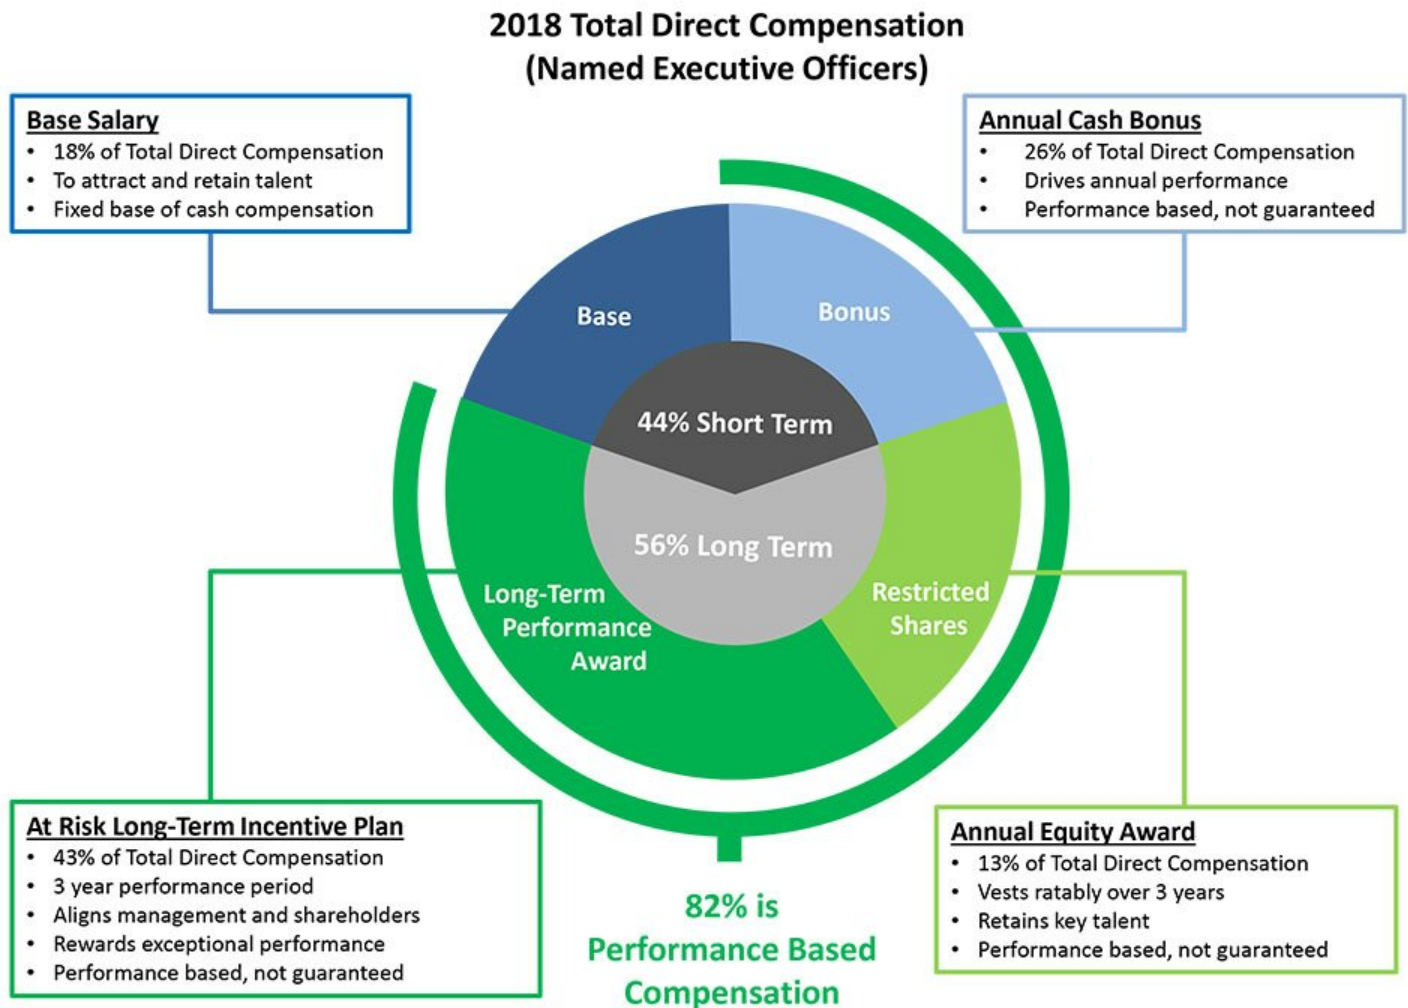 2018 Total Direct Compensation
(Named Executive Officers)
Base Salary
• 18% of Total Direct Compensation
• To attract and retain talent
• Fixed base of cash compensation
Annual Cash Bonus
• 26% of Total Direct Compensation
• Drives annual performance
• Performance based, not guaranteed
Base
Bonus
44% Short Term
56% Long Term
Long-Term
Performance
Award
Restricted
Shares
At Risk Long-Term Incentive Plan
• 43% of Total Direct Compensation
• 3 year performance period
• Aligns management and shareholders
• Rewards exceptional performance
• Performance based, not guaranteed
82% is
Performance Based
Compensation
Annual Equity Award
• 13% of Total Direct Compensation
• Vests ratably over 3 years
• Retains key talent
• Performance based, not guaranteed